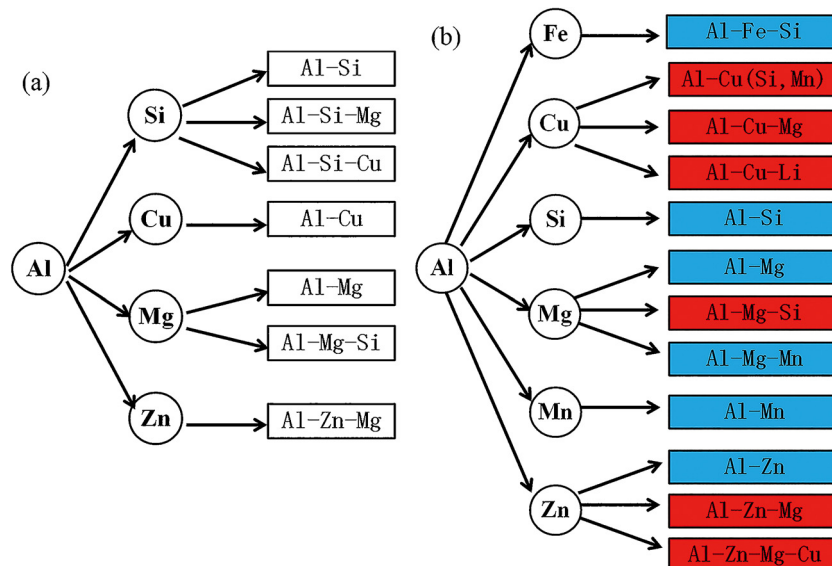 (a)
Al
Si
Al-Si
Al-Si-Mg
Al-Si-Cu
Cu
Al-Cu
Mg
Al-Mg
Al-Mg-Si
Zn
Al-Zn-Mg
(b)
Al
Fe
Al-Fe-Si
Cu
Al-Cu(Si,Mn)
Al-Cu-Mg
Al-Cu-Li
Si
Al-Si
Mg
Al-Mg
Al-Mg-Si
Al-Mg-Mn
Mn
Al-Mn
Zn
Al-Zn
Al-Zn-Mg
Al-Zn-Mg-Cu